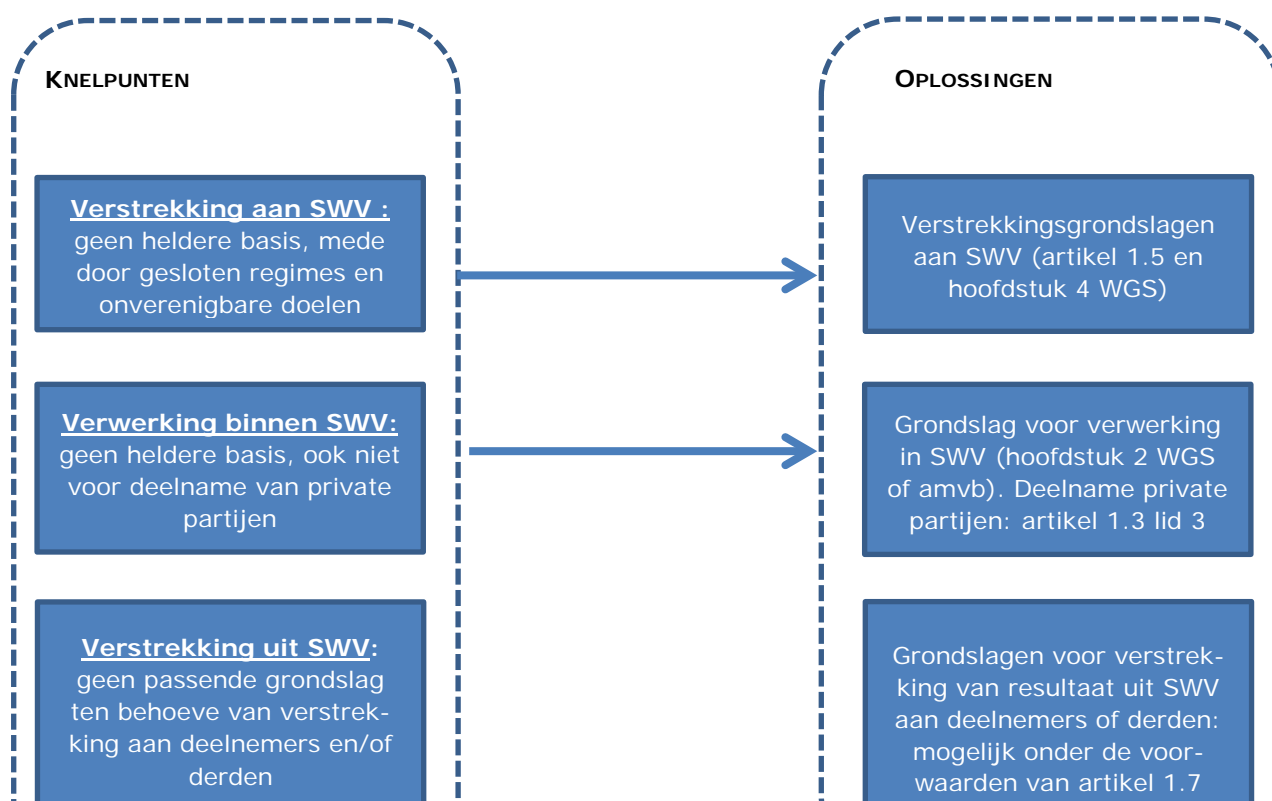 KNELPUNTEN
Verstrekking aan SWV :
geen heldere basis, mede
door gesloten regimes en
onverenigbare doelen
Verwerking binnen SWV:
geen heldere basis, ook niet
voor deelname van private
partijen
Verstrekking uit SWV:
geen passende grondslag
ten behoeve van verstrek-
king aan deelnemers en/of
derden
OPLOSSINGEN
Verstrekkingsgrondslagen
aan SWV (artikel 1.5 en
hoofdstuk 4 WGS)
Grondslag voor verwerking
in SWV (hoofdstuk 2 WGS
of amvb). Deelname private
partijen: artikel 1.3 lid 3
Grondslagen voor verstrek-
king van resultaat uit SWV
aan deelnemers of derden:
mogelijk onder de voor-
waarden van artikel 1.7